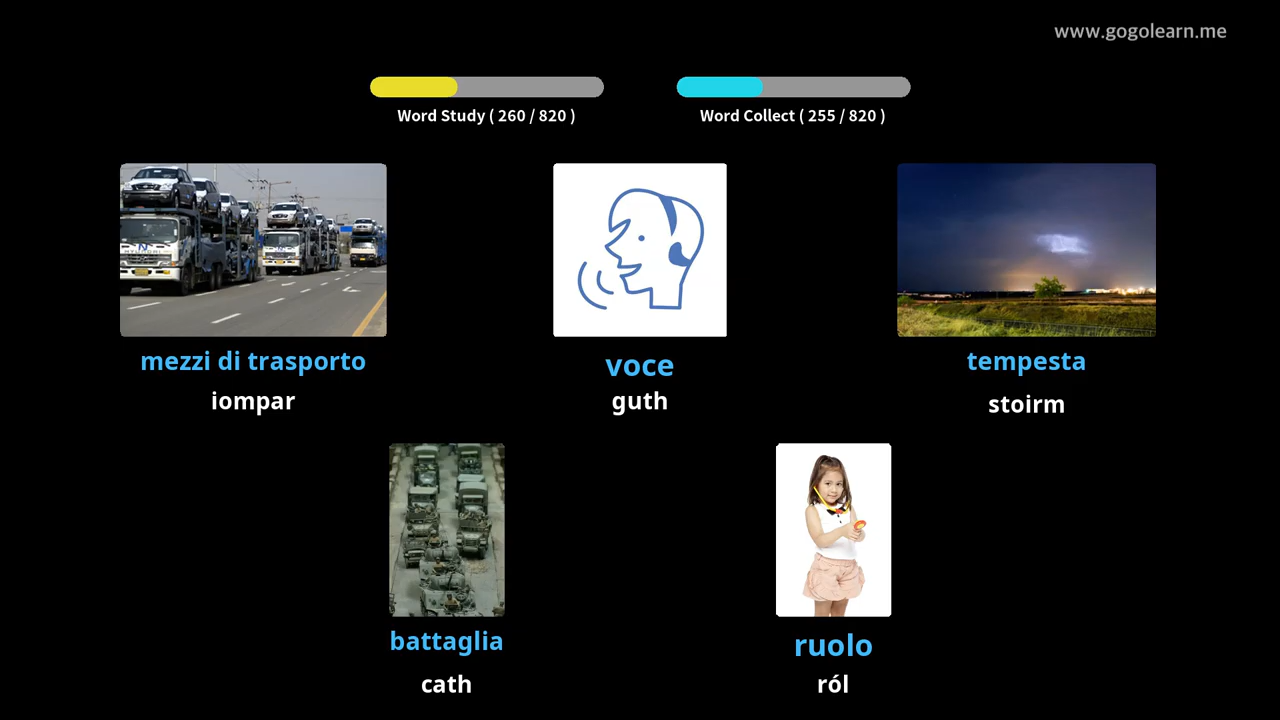 www.gogolearn.me
Word Study ( 260 / 820 )
Word Collect ( 255 / 820 )
mezzi di trasporto
voce
tempesta
iompar
guth
stoirm
battaglia
ruolo
cath
ról